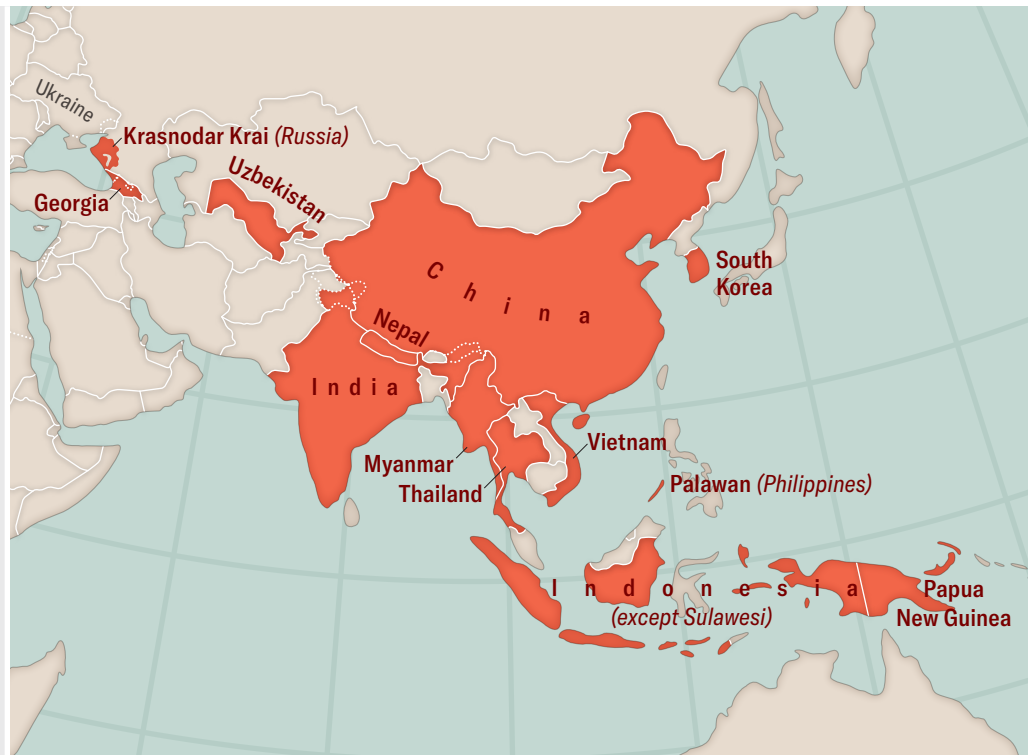 Ukraine
Krasnodar Krai (Russia)
Georgia
Uzbekistan
China
South
Korea
Nepal
India
Myanmar
Thailand
Vietnam
Palawan (Philippines)
Indonesia
(except Sulawesi)
Papua
New Guinea